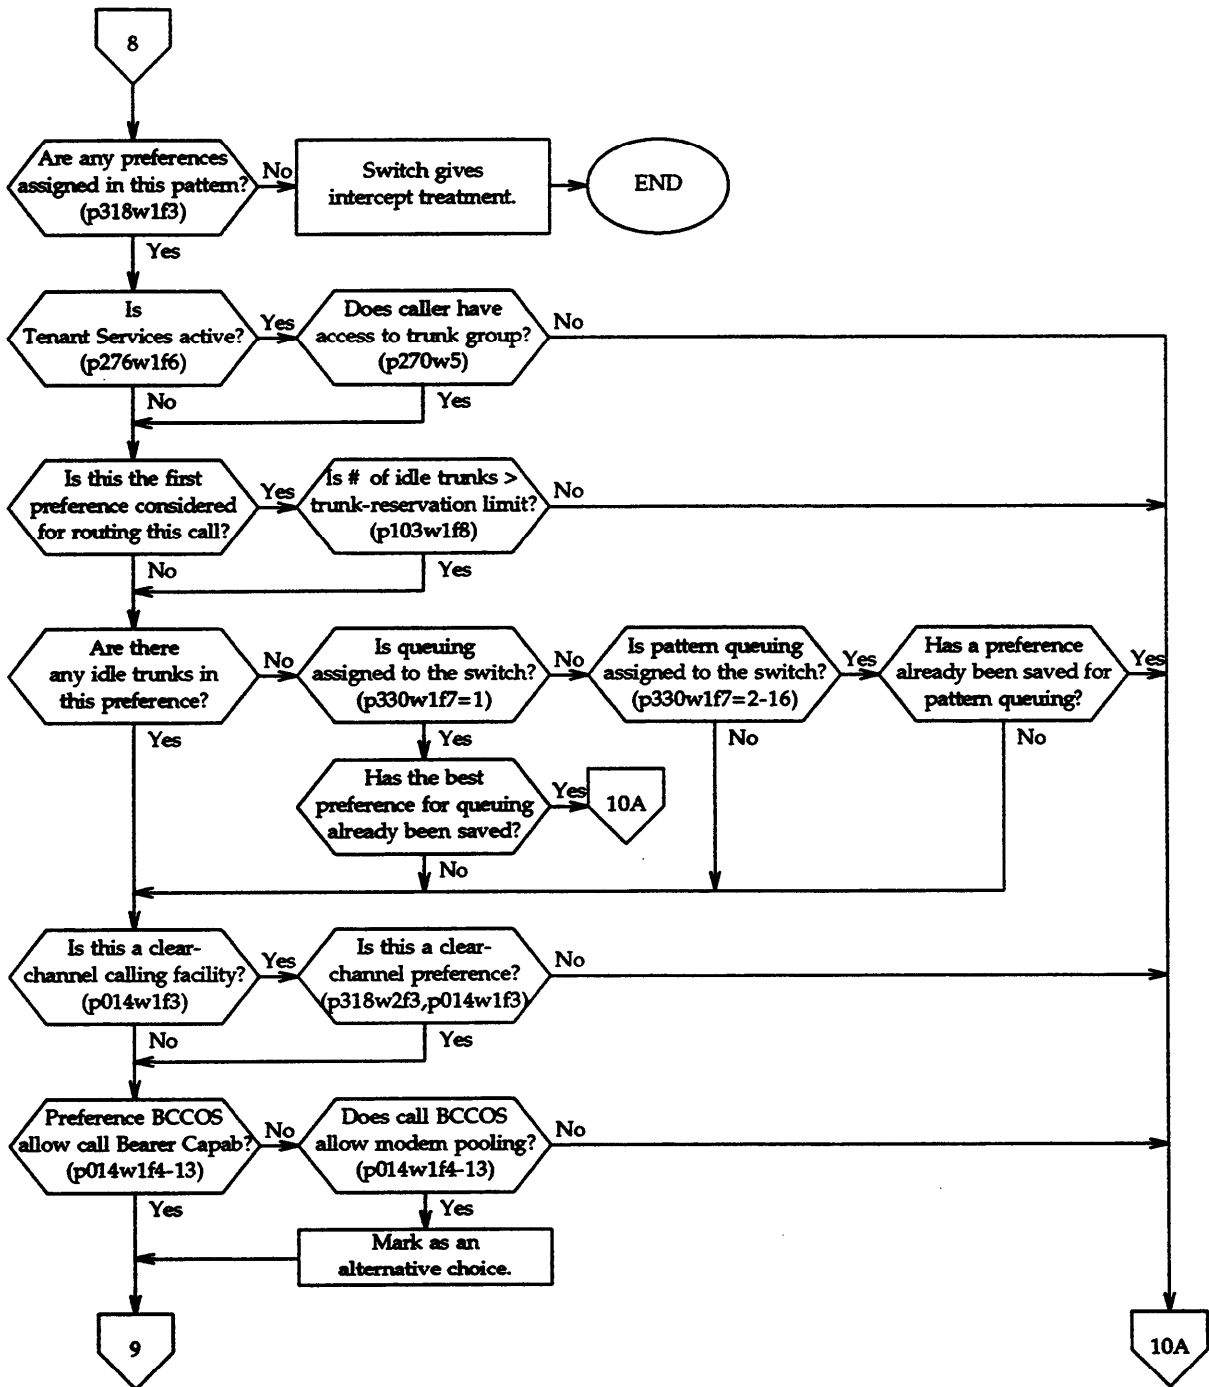 8
Are any preferences
assigned in this pattern?
(p318w1f3)
No
Switch gives
intercept treatment.
END
Yes
Is
Tenant Services active?
(p276w1f6)
Yes
Does caller have
access to trunk group?
(p270w5)
No
No
Yes
Is this the first
preference considered
for routing this call?
Yes
Is # of idle trunks >
trunk-reservation limit?
(p103w1f8)
No
No
Yes
Are there
any idle trunks in
this preference?
No
Is queuing
assigned to the switch?
(p330w1f7=1)
No
Is pattern queuing
assigned to the switch?
(p330w1f7=2-16)
Yes
Has a preference
already been saved for
pattern queuing?
Yes
Yes
Yes
No
No
Has the best
preference for queuing
already been saved?
Yes
10A
No
Is this a clear-
channel calling facility?
(p014w1f3)
Yes
Is this a clear-
channel preference?
(p318w2f3,p014w1f3)
No
No
Yes
Preference BCCOS
allow call Bearer Capab?
(p014w1f4-13)
No
Does call BCCOS
allow modem pooling?
(p014w1f4-13)
No
Yes
Yes
Mark as an
alternative choice.
9
10A